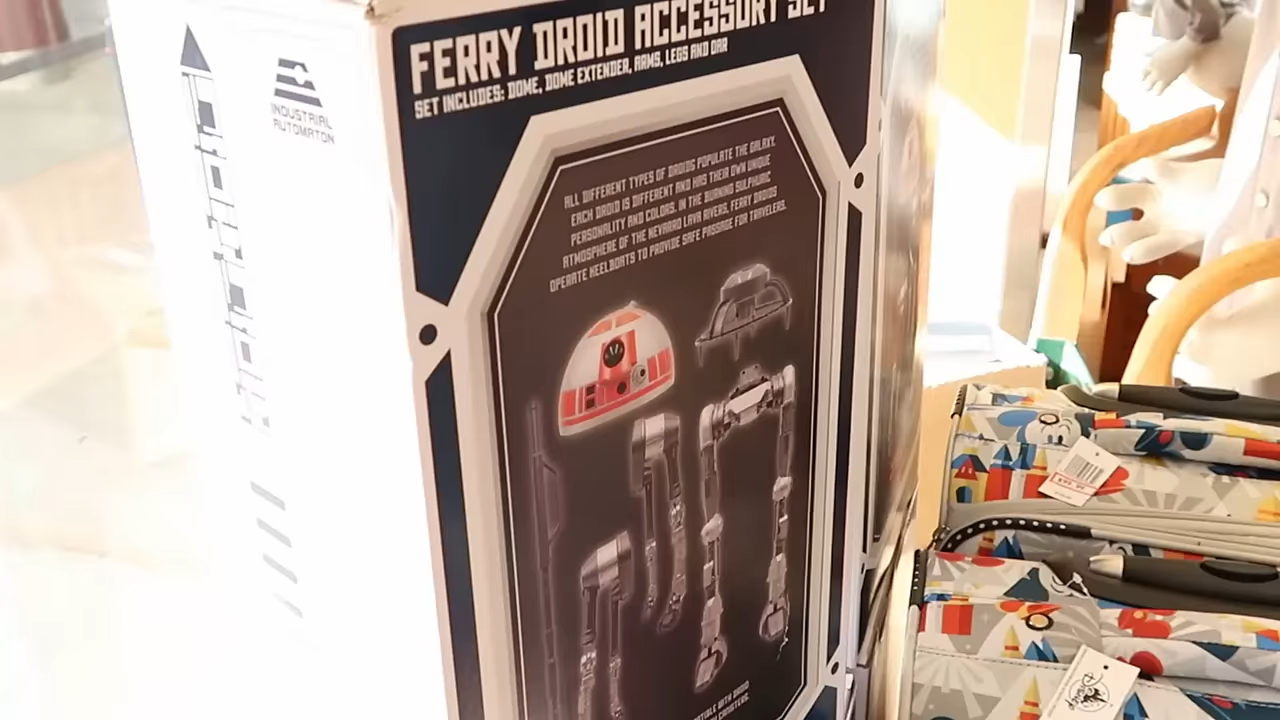 FERRY DROID ACCESSORY SET
SET INCLUDES: DOME, DOME EXTENDER, ARMS, LEGS AND OAR
INDUSTRIAL
AUTOMATON
ALL DIFFERENT TYPES OF DROIDS POPULATE THE GALAXY.
EACH DROID IS DIFFERENT AND HAS THEIR OWN UNIQUE
PERSONALITY AND COLORS. IN THE BURNING SULPHURIC
ATMOSPHERE OF THE NEVARRO LAVA RIVERS, FERRY DROIDS
OPERATE KEELBOATS TO PROVIDE SAFE PASSAGE FOR TRAVELERS.
WITH DROID